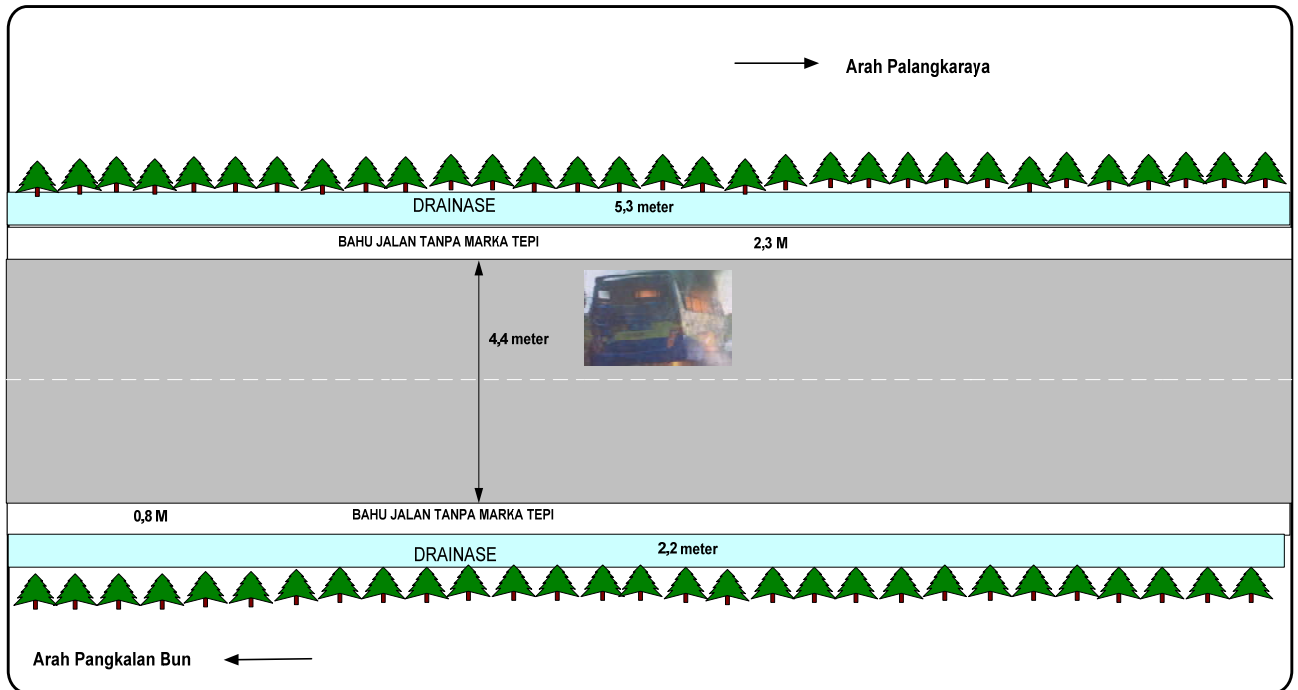 Arah Palangkaraya
DRAINASE 5,3 meter
BAHU JALAN TANPA MARKA TEPI 2,3 M
4,4 meter
0,8 M BAHU JALAN TANPA MARKA TEPI
DRAINASE 2,2 meter
Arah Pangkalan Bun